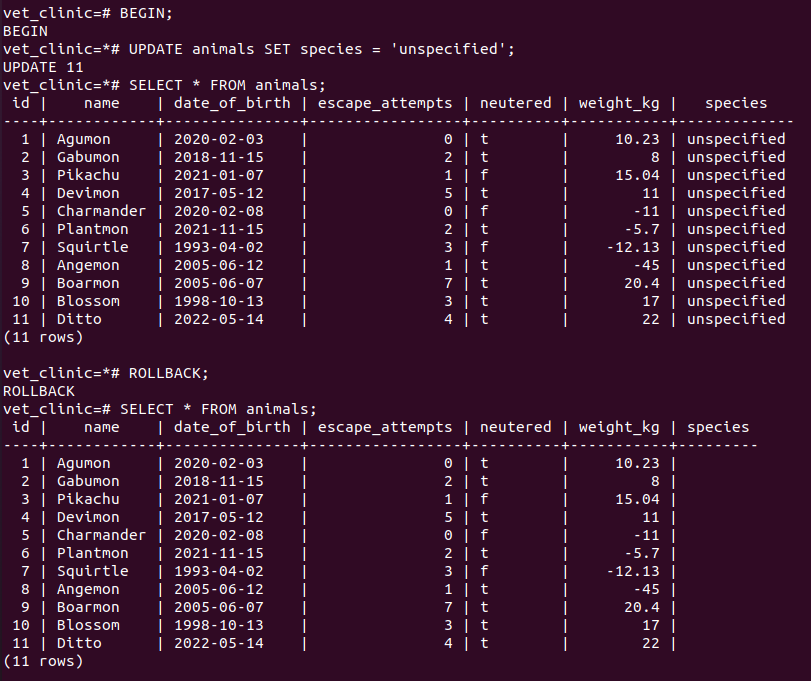 vet_clinic=# BEGIN;
BEGIN
vet_clinic=*# UPDATE animals SET species = 'unspecified';
UPDATE 11
vet_clinic=*# SELECT * FROM animals;
 id |    name    | date_of_birth | escape_attempts | neutered | weight_kg |   species
----+------------+---------------+-----------------+----------+-----------+-------------
  1 | Agumon     | 2020-02-03    |               0 | t        |     10.23 | unspecified
  2 | Gabumon    | 2018-11-15    |               2 | t        |         8 | unspecified
  3 | Pikachu    | 2021-01-07    |               1 | f        |     15.04 | unspecified
  4 | Devimon    | 2017-05-12    |               5 | t        |        11 | unspecified
  5 | Charmander | 2020-02-08    |               0 | f        |       -11 | unspecified
  6 | Plantmon   | 2021-11-15    |               2 | t        |      -5.7 | unspecified
  7 | Squirtle   | 1993-04-02    |               3 | f        |    -12.13 | unspecified
  8 | Angemon    | 2005-06-12    |               1 | t        |       -45 | unspecified
  9 | Boarmon    | 2005-06-07    |               7 | t        |      20.4 | unspecified
 10 | Blossom    | 1998-10-13    |               3 | t        |        17 | unspecified
 11 | Ditto      | 2022-05-14    |               4 | t        |        22 | unspecified
(11 rows)

vet_clinic=*# ROLLBACK;
ROLLBACK
vet_clinic=# SELECT * FROM animals;
 id |    name    | date_of_birth | escape_attempts | neutered | weight_kg | species
----+------------+---------------+-----------------+----------+-----------+---------
  1 | Agumon     | 2020-02-03    |               0 | t        |     10.23 |
  2 | Gabumon    | 2018-11-15    |               2 | t        |         8 |
  3 | Pikachu    | 2021-01-07    |               1 | f        |     15.04 |
  4 | Devimon    | 2017-05-12    |               5 | t        |        11 |
  5 | Charmander | 2020-02-08    |               0 | f        |       -11 |
  6 | Plantmon   | 2021-11-15    |               2 | t        |      -5.7 |
  7 | Squirtle   | 1993-04-02    |               3 | f        |    -12.13 |
  8 | Angemon    | 2005-06-12    |               1 | t        |       -45 |
  9 | Boarmon    | 2005-06-07    |               7 | t        |      20.4 |
 10 | Blossom    | 1998-10-13    |               3 | t        |        17 |
 11 | Ditto      | 2022-05-14    |               4 | t        |        22 |
(11 rows)